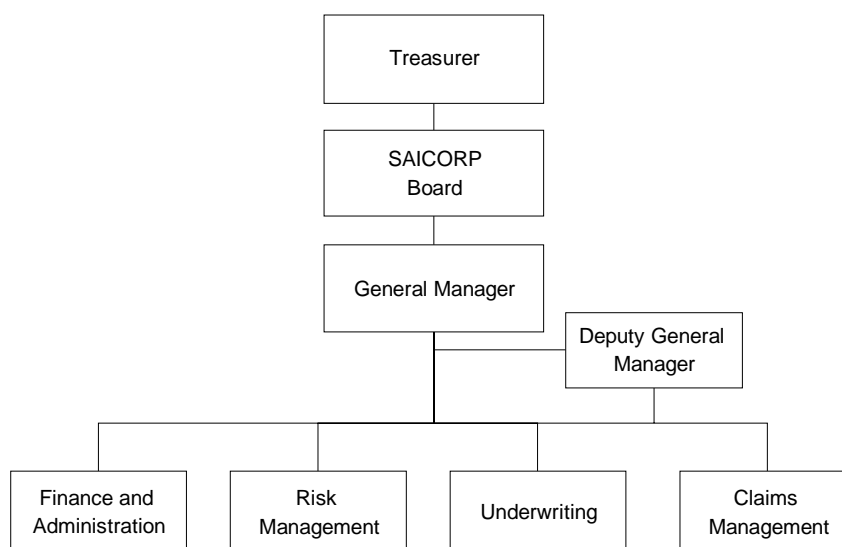 Treasurer
SAICORP
Board
General Manager
Deputy General
Manager
Finance and
Administration
Risk
Management
Underwriting
Claims
Management